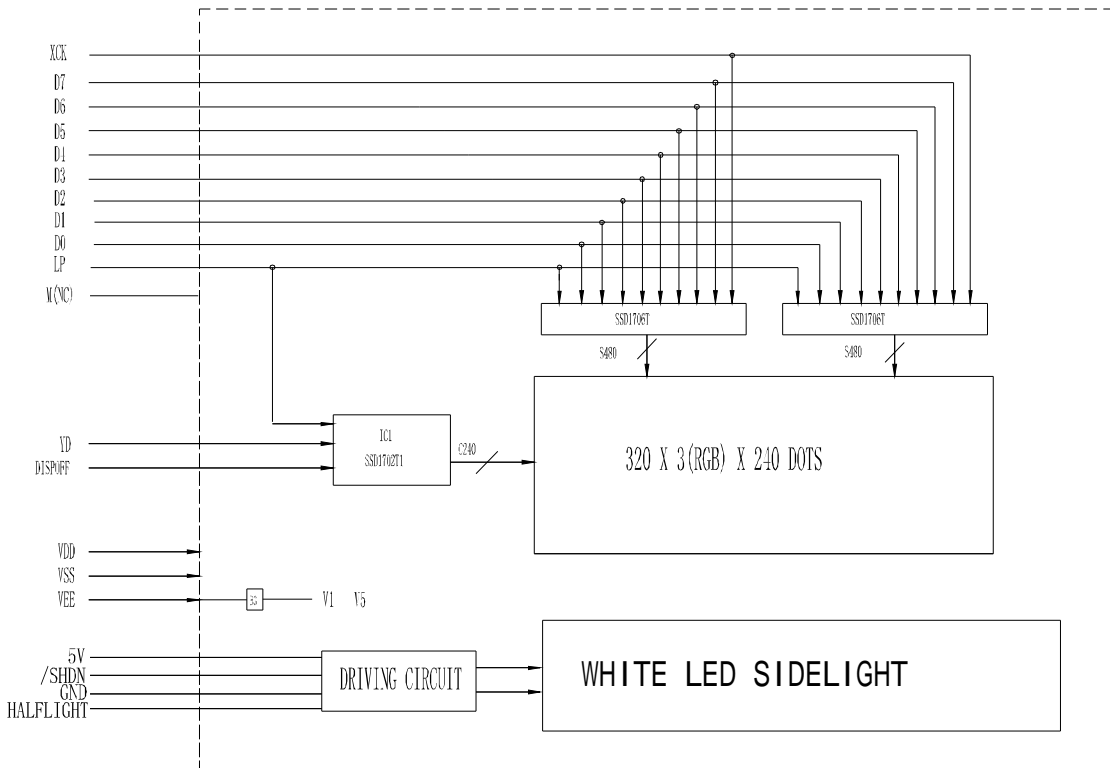 XCK
D7
D6
D5
D4
D3
D2
D1
D0
LP
M(NC)
SSD1706T
SSD1706T
S480
S480
IC1
SSD1702T1
C240
320 X 3(RGB) X 240 DOTS
YD
DISPOFF
VDD
VSS
VEE
V1 V5
5V
/SHDN
GND
HALFLIGHT
DRIVING CIRCUIT
WHITE LED SIDELIGHT